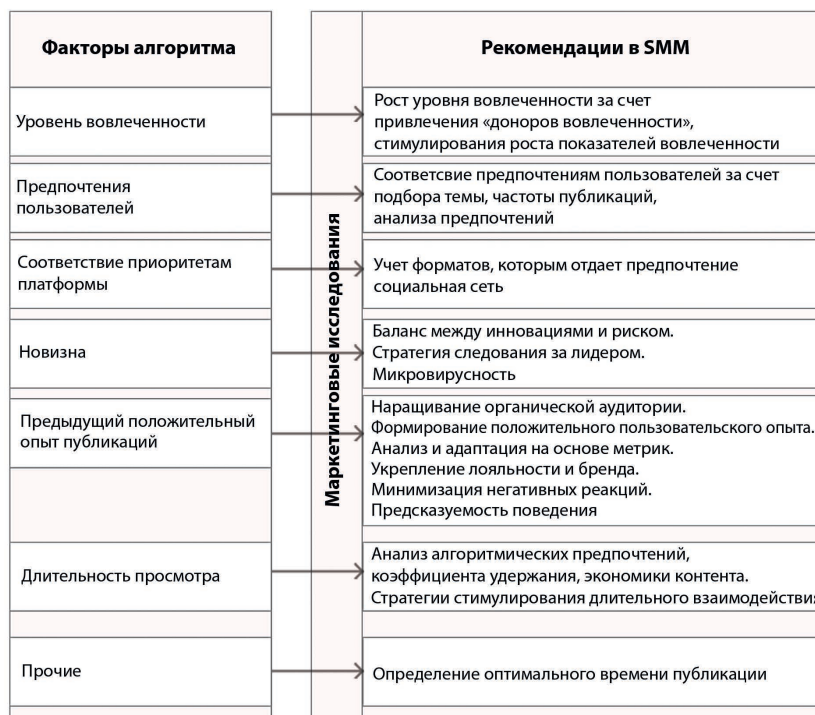 Факторы алгоритма
Рекомендации в SMM
Маркетинговые исследования
Уровень вовлеченности
Рост уровня вовлеченности за счет
привлечения «доноров вовлеченности»,
стимулирования роста показателей вовлеченности
Предпочтения
пользователей
Соответсвие предпочтениям пользователей за счет
подбора темы, частоты публикаций,
анализа предпочтений
Соответствие приоритетам
платформы
Учет форматов, которым отдает предпочтение
социальная сеть
Новизна
Баланс между инновациями и риском.
Стратегия следования за лидером.
Микровирусность
Предыдущий положительный
опыт публикаций
Наращивание органической аудитории.
Формирование положительного пользовательского опыта.
Анализ и адаптация на основе метрик.
Укрепление лояльности и бренда.
Минимизация негативных реакций.
Предсказуемость поведения
Длительность просмотра
Анализ алгоритмических предпочтений,
коэффициента удержания, экономики контента.
Стратегии стимулирования длительного взаимодействия
Прочие
Определение оптимального времени публикации